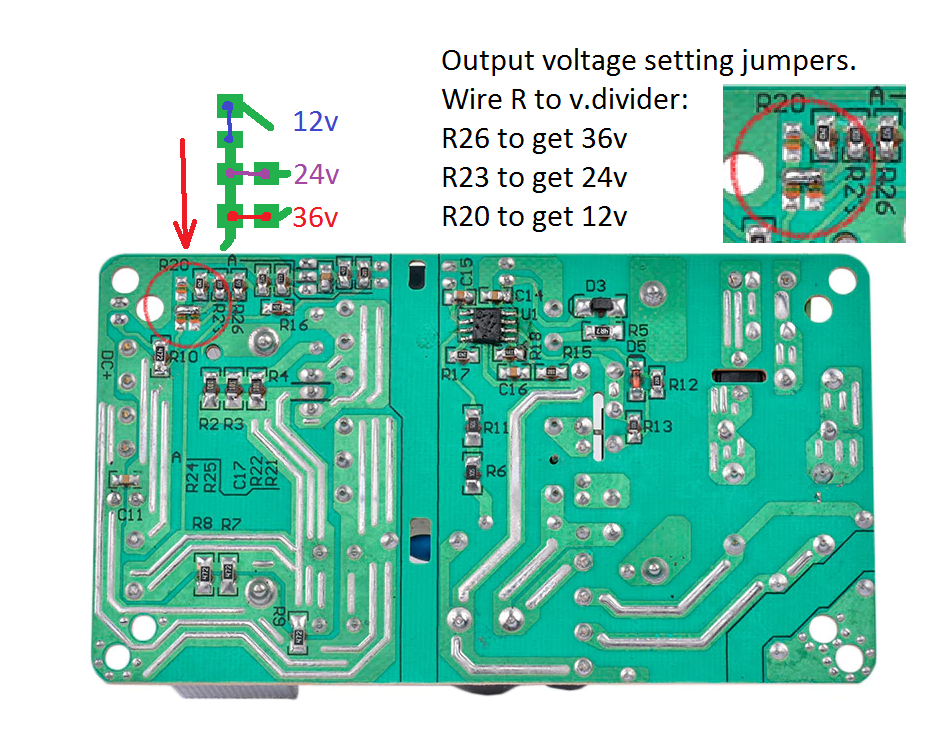 Output voltage setting jumpers.
Wire R to v.divider:
R26 to get 36v
R23 to get 24v
R20 to get 12v
12v
24v
36v
R20
A
R23
R26
R20
A
R23
R26
R16
R10
DC+
R4
R2 R3
A
R24
R25
C17
R22
R21
C11
R8 R7
R9
C15
C14
U1
D3
R5
R18
R17
R15
C16
D5
R12
R11
R13
R6